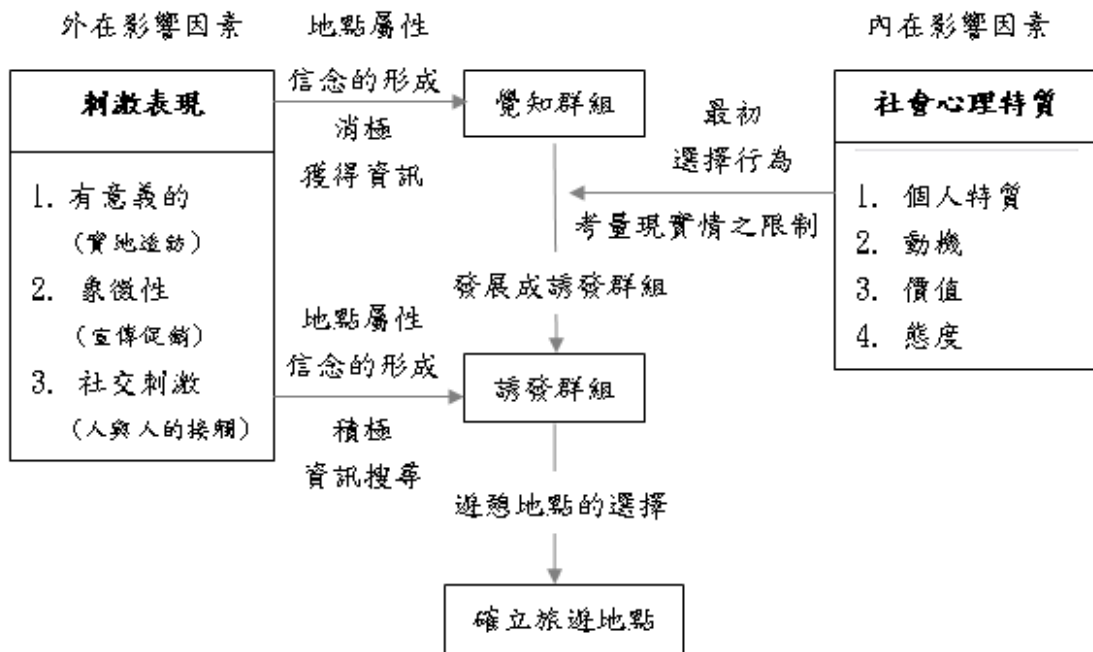 外在影響因素
地點屬性
內在影響因素
刺激表現
信念的形成
覺知群組
社會心理特質
消極
獲得資訊
最初
選擇行為
考量現實情之限制
1. 有意義的
(實地造訪)
2. 象徵性
(宣傳促銷)
3. 社交刺激
(人與人的接觸)
1. 個人特質
2. 動機
3. 價值
4. 態度
發展成誘發群組
地點屬性
信念的形成
誘發群組
積極
資訊搜尋
遊憩地點的選擇
確立旅遊地點